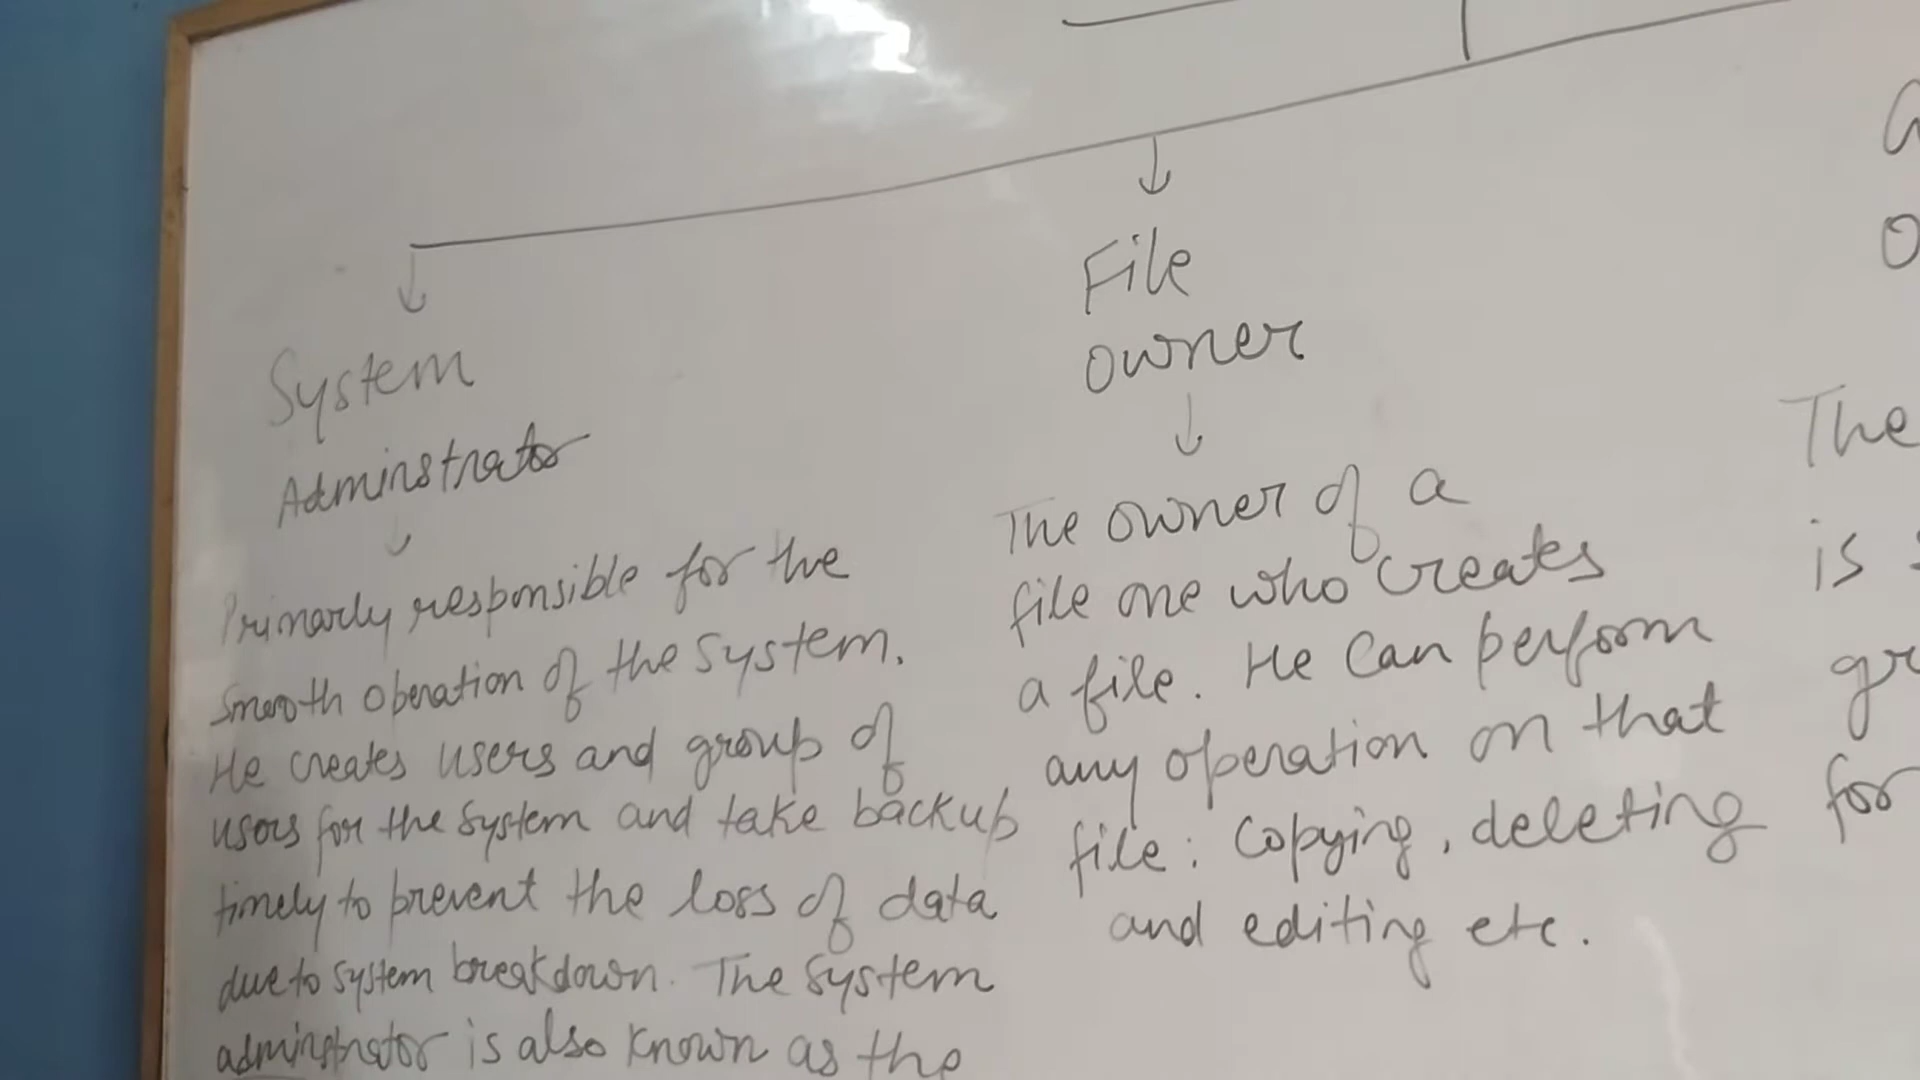 System
Adminstrator
Primarly responsible for the
Smooth operation of the System.
He creates users and group of
users for the System and take backup
timely to prevent the loss of data
due to system breakdown. The System
adminstrator is also known as the
File
owner
The owner of a
file one who creates
a file. He Can perform
any operation on that
file: Copying, deleting
and editing etc.
The
is
for